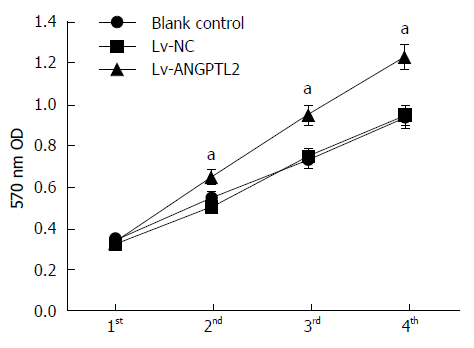 1.4
Blank control
Lv-NC
Lv-ANGPTL2
1.2
1.0
0.8
0.6
0.4
0.2
0.0
570 nm OD
a
a
a
1st
2nd
3rd
4th